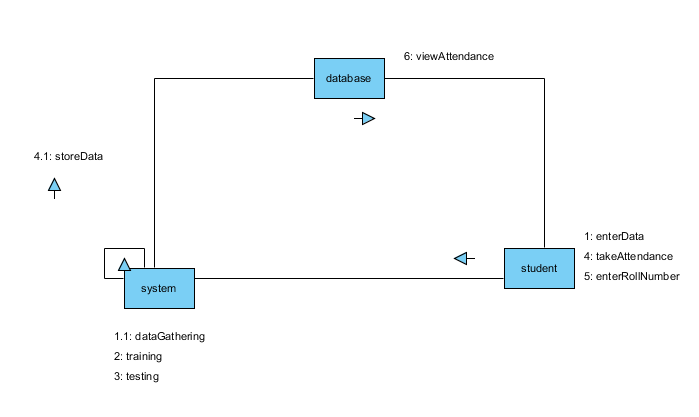 6: viewAttendance
database
4.1: storeData
1: enterData
4: takeAttendance
5: enterRollNumber
student
system
1.1: dataGathering
2: training
3: testing